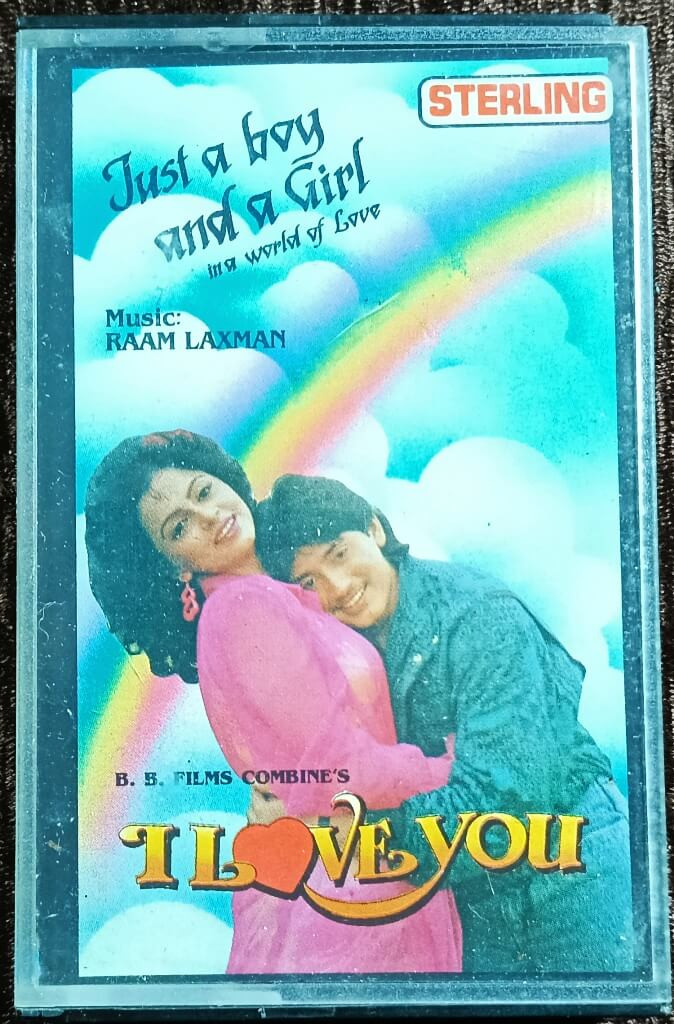 STERLING
Just a boy
and a Girl
in a world of Love
Music:
RAAM LAXMAN
B. B. FILMS COMBINE'S
I LOVE YOU